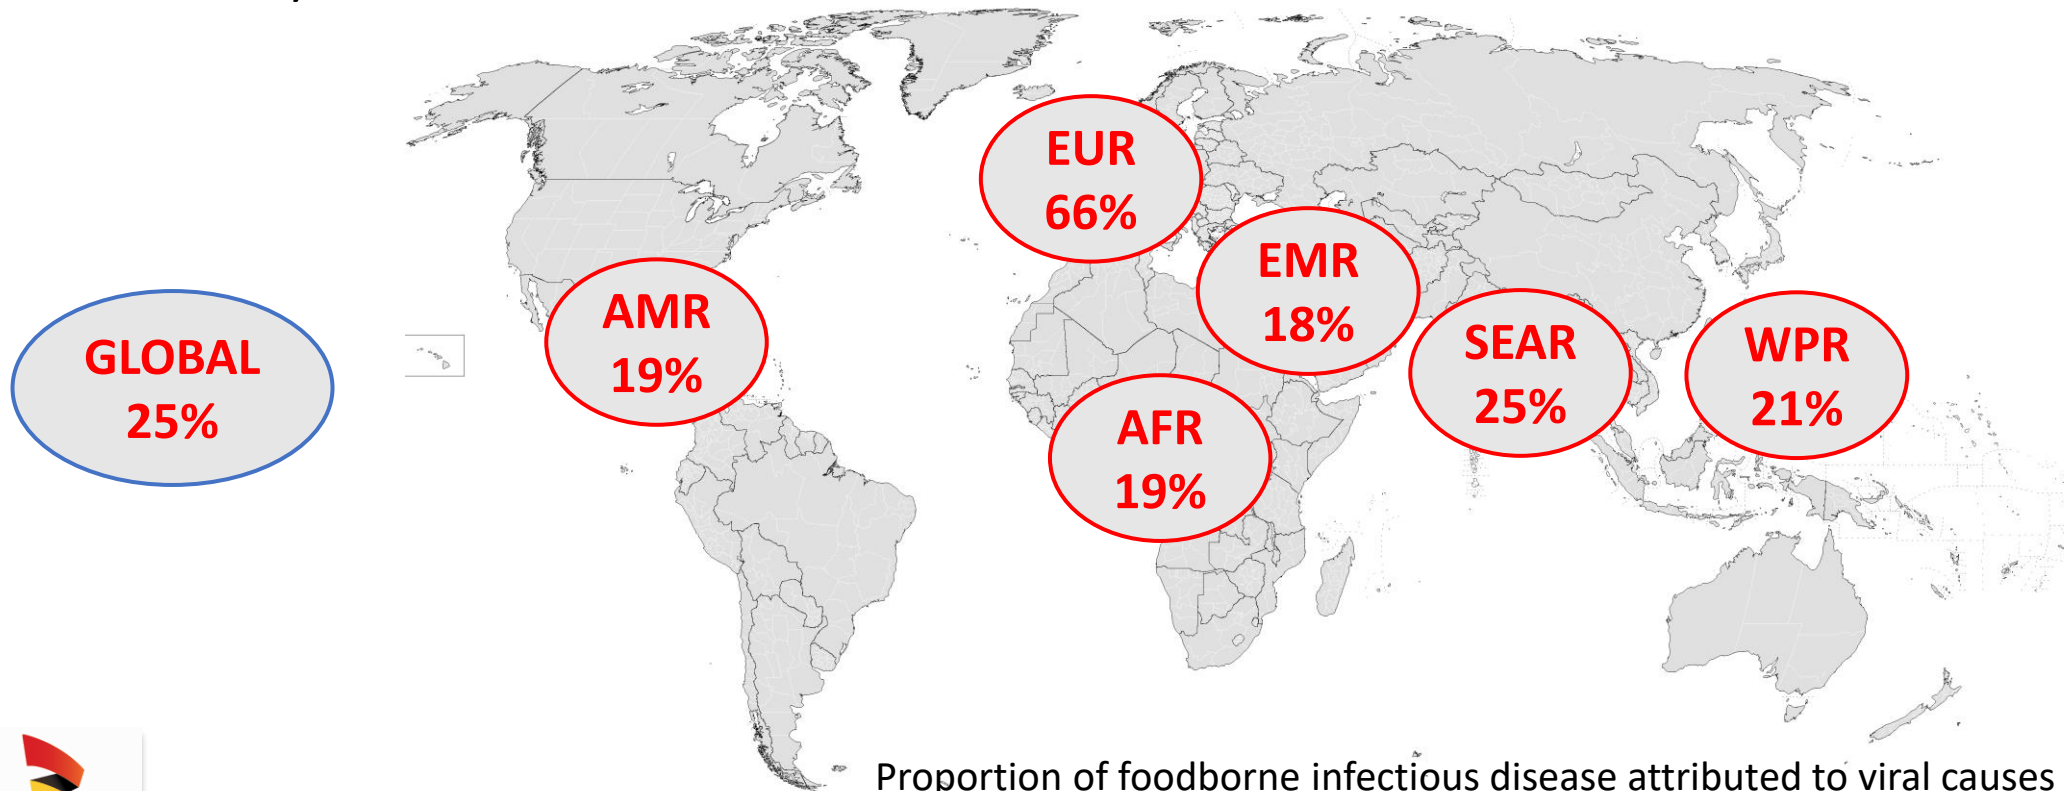 EUR
66%
EMR
18%
AMR
19%
GLOBAL
25%
SEAR
25%
WPR
21%
AFR
19%
Proportion of foodborne infectious disease attributed to viral causes